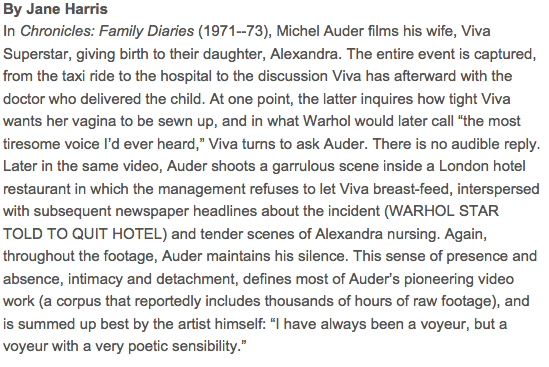 By Jane Harris
In Chronicles: Family Diaries (1971--73), Michel Auder films his wife, Viva
Superstar, giving birth to their daughter, Alexandra. The entire event is captured,
from the taxi ride to the hospital to the discussion Viva has afterward with the
doctor who delivered the child. At one point, the latter inquires how tight Viva
wants her vagina to be sewn up, and in what Warhol would later call “the most
tiresome voice I’d ever heard,” Viva turns to ask Auder. There is no audible reply.
Later in the same video, Auder shoots a garrulous scene inside a London hotel
restaurant in which the management refuses to let Viva breast-feed, interspersed
with subsequent newspaper headlines about the incident (WARHOL STAR
TOLD TO QUIT HOTEL) and tender scenes of Alexandra nursing. Again,
throughout the footage, Auder maintains his silence. This sense of presence and
absence, intimacy and detachment, defines most of Auder’s pioneering video
work (a corpus that reportedly includes thousands of hours of raw footage), and
is summed up best by the artist himself: “I have always been a voyeur, but a
voyeur with a very poetic sensibility.”